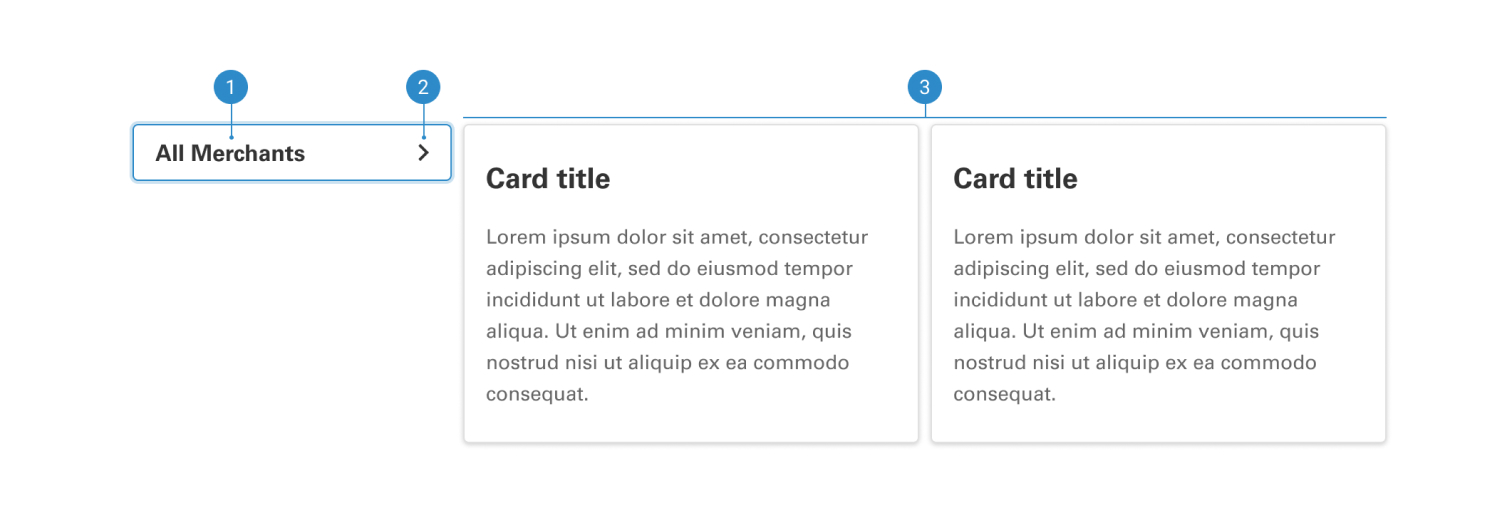 1
2
3
All Merchants
Card title
Lorem ipsum dolor sit amet, consectetur
adipiscing elit, sed do eiusmod tempor
incididunt ut labore et dolore magna
aliqua. Ut enim ad minim veniam, quis
nostrud nisi ut aliquip ex ea commodo
consequat.
Card title
Lorem ipsum dolor sit amet, consectetur
adipiscing elit, sed do eiusmod tempor
incididunt ut labore et dolore magna
aliqua. Ut enim ad minim veniam, quis
nostrud nisi ut aliquip ex ea commodo
consequat.